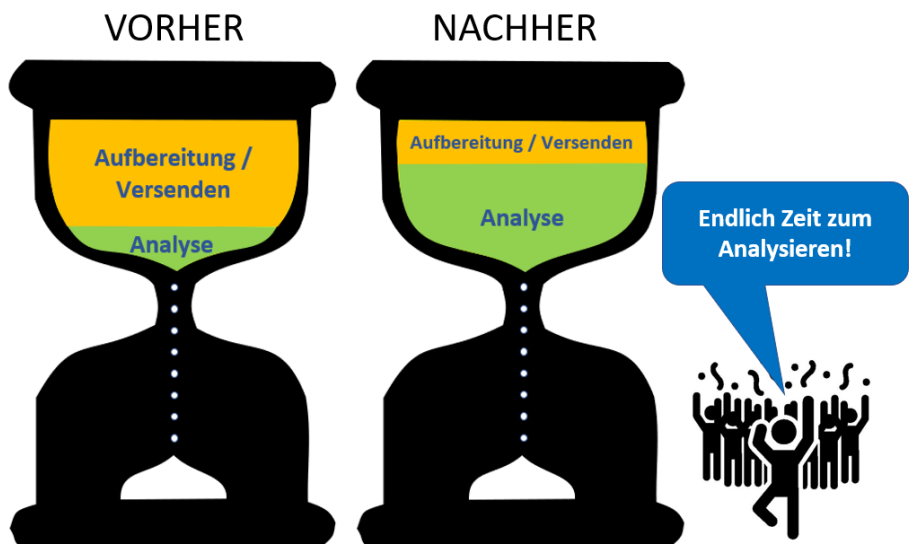 VORHER
NACHHER
Aufbereitung /
Versenden
Analyse
Aufbereitung / Versenden
Analyse
Endlich Zeit zum
Analysieren!